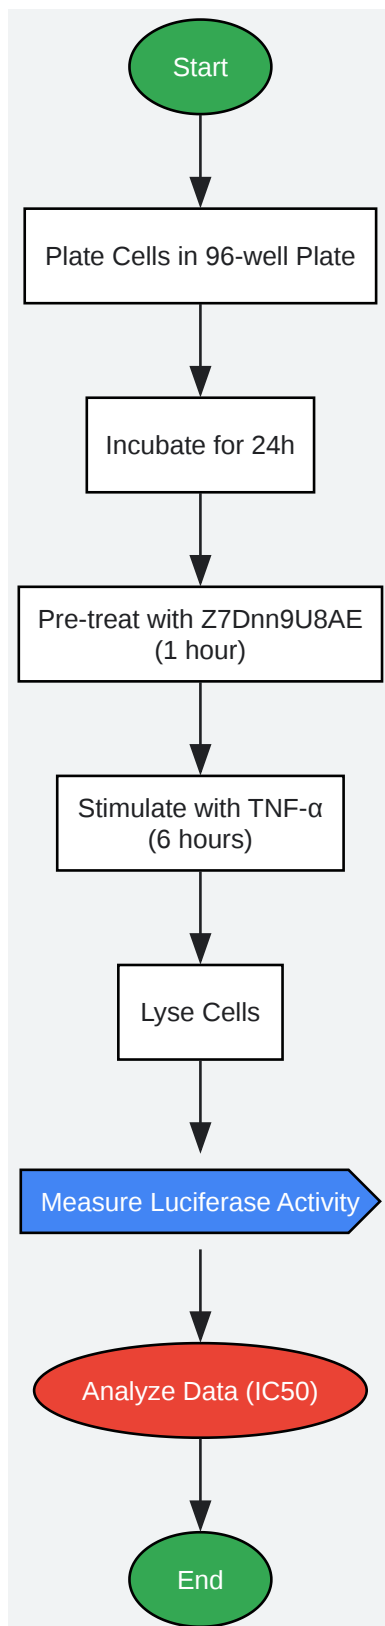 Start
Plate Cells in 96-well Plate
Incubate for 24h
Pre-treat with Z7Dnn9U8AE
(1 hour)
Stimulate with TNF-α
(6 hours)
Lyse Cells
Measure Luciferase Activity
Analyze Data (IC50)
End